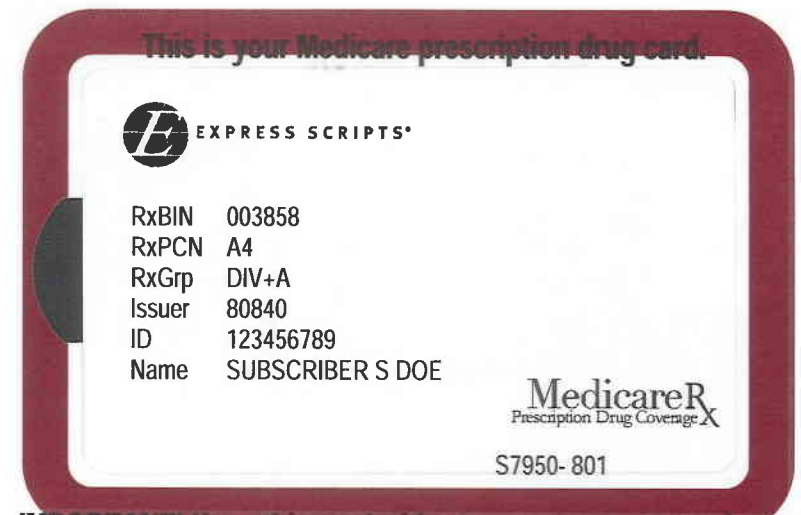 This is your Medicare prescription drug card.
E EXPRESS SCRIPTS®
RxBIN 003858
RxPCN A4
RxGrp DIV+A
Issuer 80840
ID 123456789
Name SUBSCRIBER S DOE
MedicareRx
Prescription Drug Coverage
S7950-801